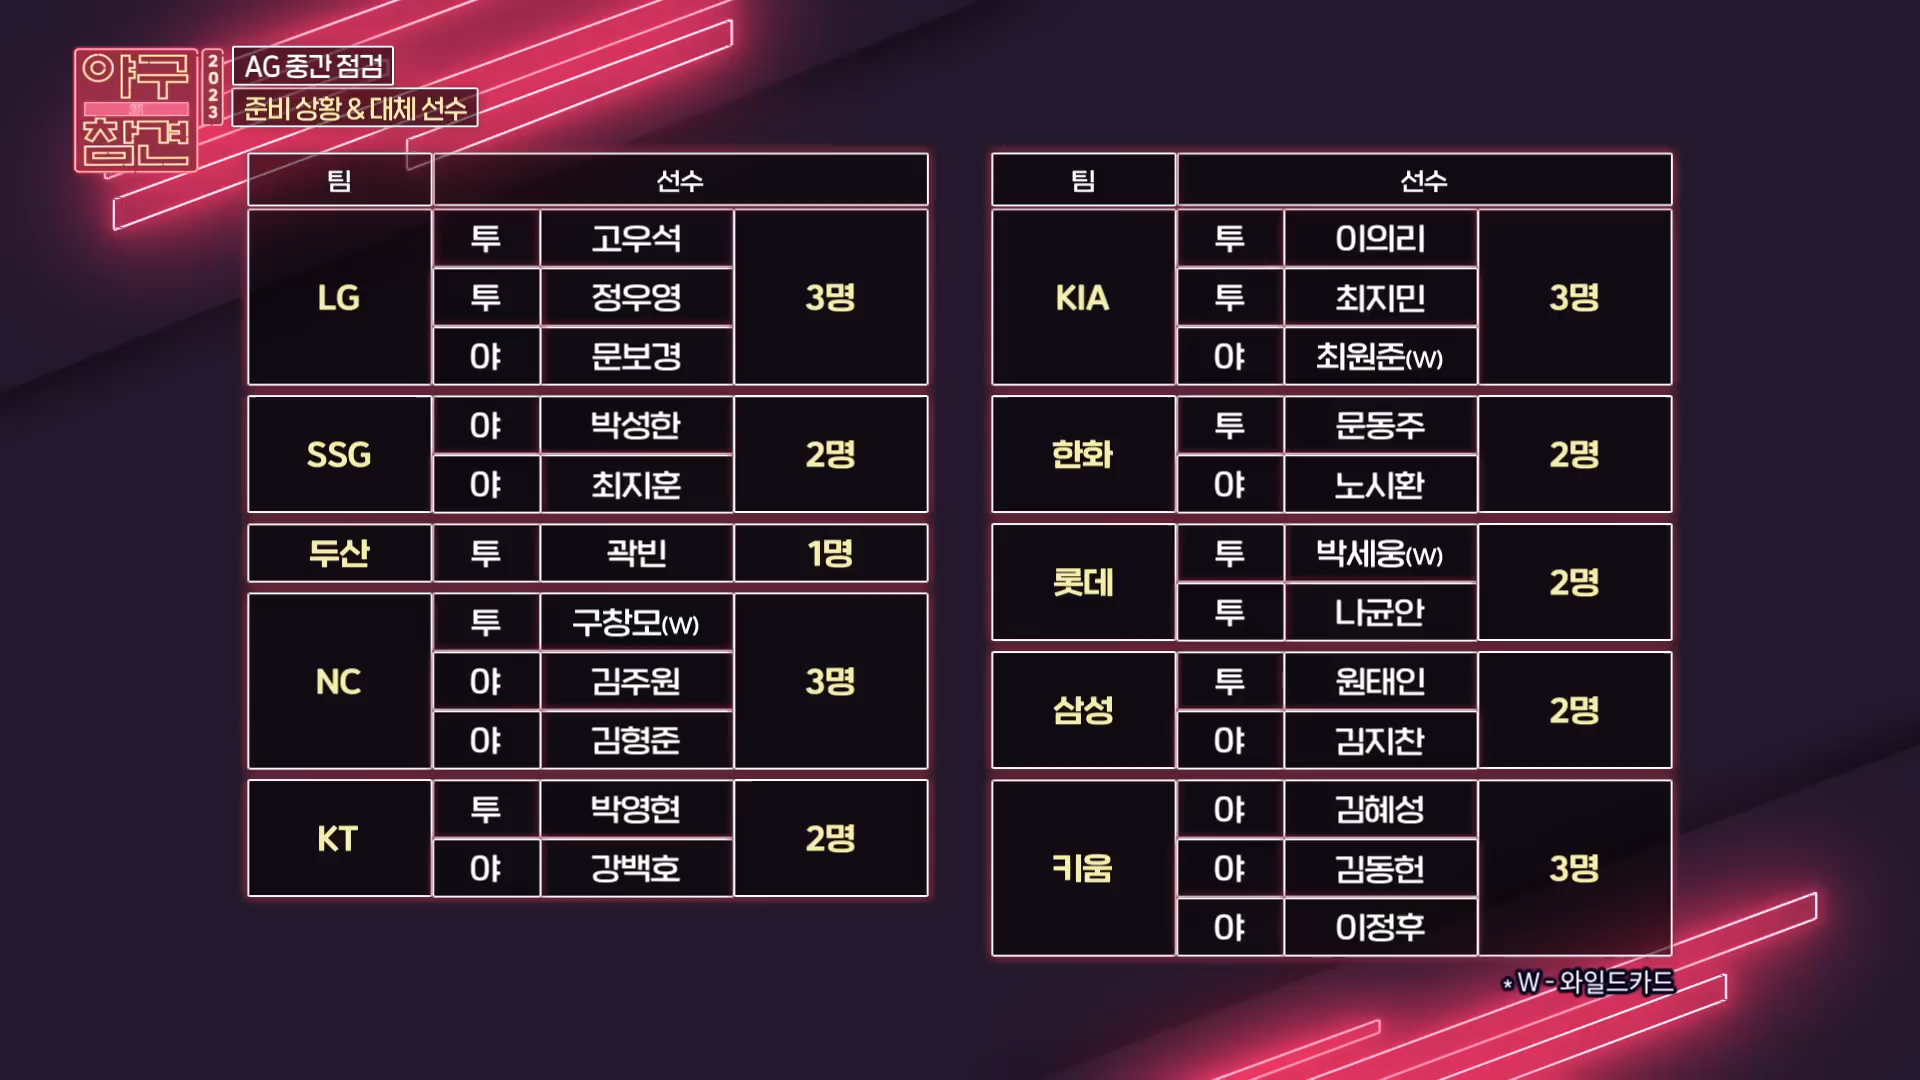 야구
참견
2023
AG 중간 점검
준비 상황 & 대체 선수
팀 선수
LG 투 고우석 3명
투 정우영
야 문보경
SSG 야 박성한 2명
야 최지훈
두산 투 곽빈 1명
NC 투 구창모(W) 3명
야 김주원
야 김형준
KT 투 박영현 2명
야 강백호
팀 선수
KIA 투 이의리 3명
투 최지민
야 최원준(W)
한화 투 문동주 2명
야 노시환
롯데 투 박세웅(W) 2명
투 나균안
삼성 투 원태인 2명
야 김지찬
키움 야 김혜성 3명
야 김동헌
야 이정후
* W - 와일드카드